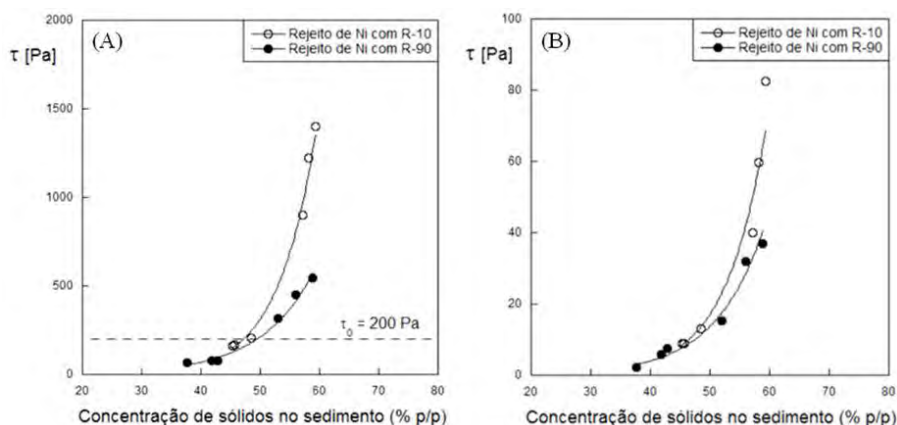 (A)
τ [Pa]
2000
1500
1000
500
0
Rejeito de Ni com R-10
Rejeito de Ni com R-90
τ₀ = 200 Pa
20 30 40 50 60 70 80
Concentração de sólidos no sedimento (% p/p)
(B)
τ [Pa]
100
80
60
40
20
0
Rejeito de Ni com R-10
Rejeito de Ni com R-90
20 30 40 50 60 70 80
Concentração de sólidos no sedimento (% p/p)